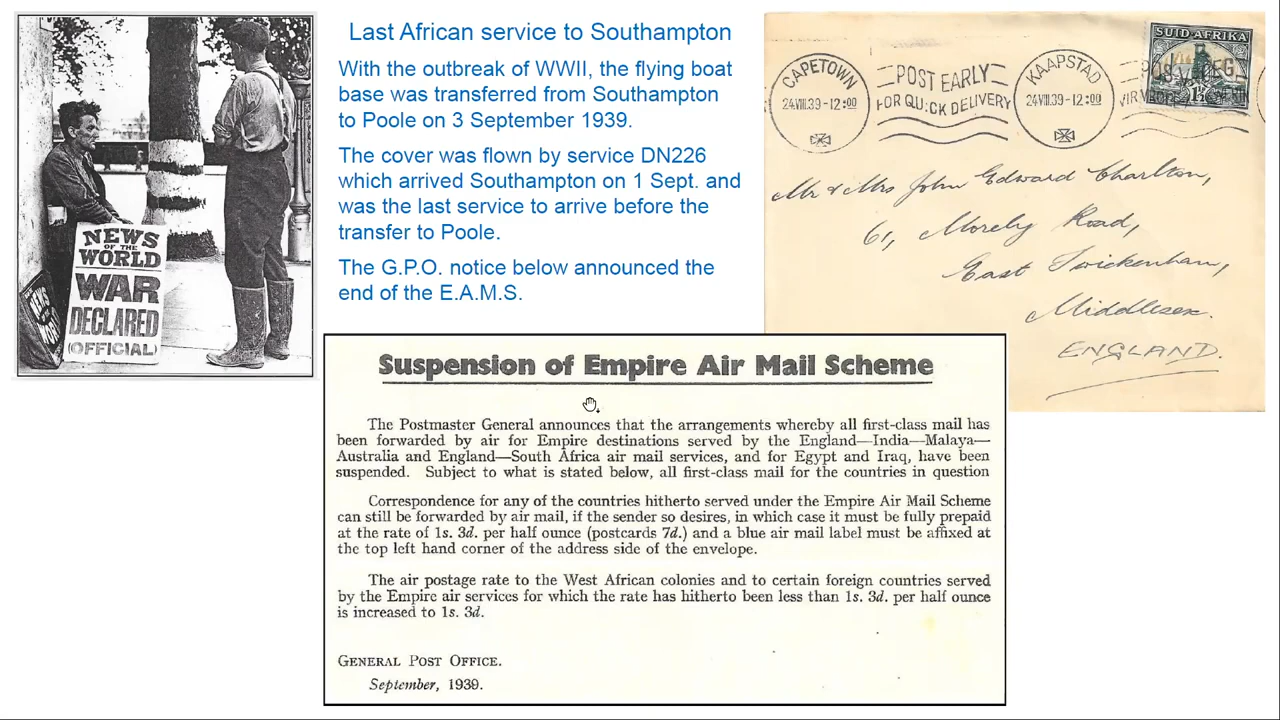 Last African service to Southampton
With the outbreak of WWII, the flying boat
base was transferred from Southampton
to Poole on 3 September 1939.
The cover was flown by service DN226
which arrived Southampton on 1 Sept. and
was the last service to arrive before the
transfer to Poole.
The G.P.O. notice below announced the
end of the E.A.M.S.
NEWS
OF THE
WORLD
WAR
DECLARED
(OFFICIAL)
CAPETOWN
24.VIII.39-12:00
POST EARLY
FOR QUICK DELIVERY
KAAPSTAD
24.VIII.39-12:00
SUID-AFRIKA
Mr & Mrs John Edward Charlton,
61, Road,
East Twickenham,
Middlesex.
ENGLAND.
Suspension of Empire Air Mail Scheme
The Postmaster General announces that the arrangements whereby all first-class mail has
been forwarded by air for Empire destinations served by the England—India—Malaya—
Australia and England—South Africa air mail services, and for Egypt and Iraq, have been
suspended. Subject to what is stated below, all first-class mail for the countries in question
Correspondence for any of the countries hitherto served under the Empire Air Mail Scheme
can still be forwarded by air mail, if the sender so desires, in which case it must be fully prepaid
at the rate of 1s. 3d. per half ounce (postcards 7d.) and a blue air mail label must be affixed at
the top left hand corner of the address side of the envelope.
The air postage rate to the West African colonies and to certain foreign countries served
by the Empire air services for which the rate has hitherto been less than 1s. 3d. per half ounce
is increased to 1s. 3d.
GENERAL POST OFFICE.
September, 1939.